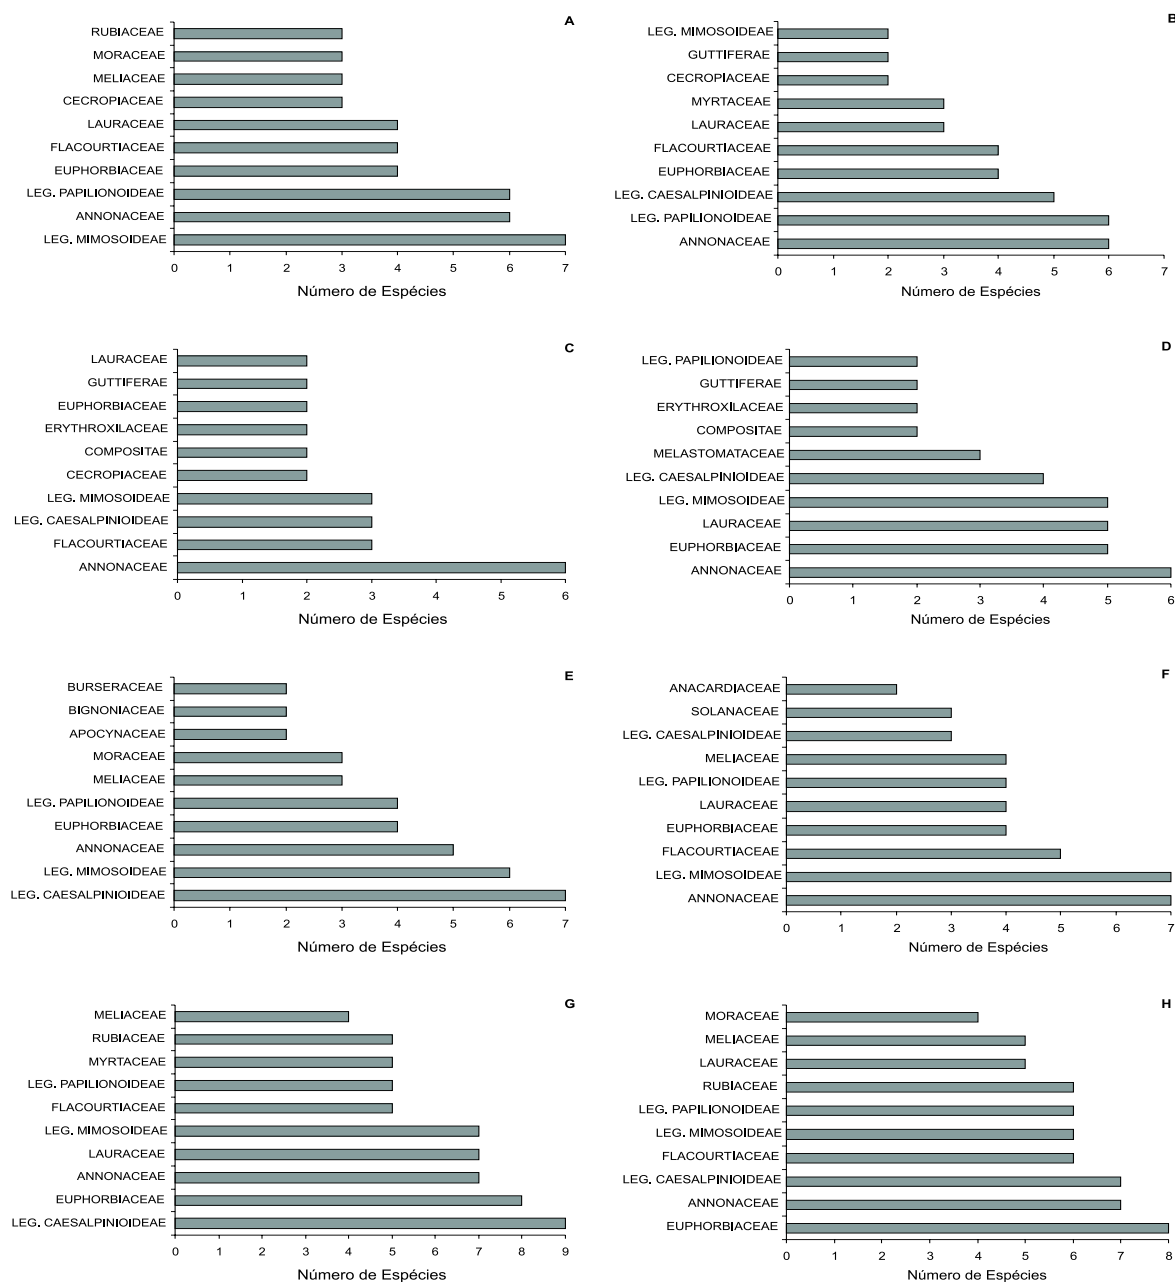 A
RUBIACEAE
MORACEAE
MELIACEAE
CECROPIACEAE
LAURACEAE
FLACOURTIACEAE
EUPHORBIACEAE
LEG. PAPILIONOIDEAE
ANNONACEAE
LEG. MIMOSOIDEAE
0 1 2 3 4 5 6 7
Número de Espécies
B
LEG. MIMOSOIDEAE
GUTTIFERAE
CECROPIACEAE
MYRTACEAE
LAURACEAE
FLACOURTIACEAE
EUPHORBIACEAE
LEG. CAESALPINIOIDEAE
LEG. PAPILIONOIDEAE
ANNONACEAE
0 1 2 3 4 5 6 7
Número de Espécies
C
LAURACEAE
GUTTIFERAE
EUPHORBIACEAE
ERYTHROXILACEAE
COMPOSITAE
CECROPIACEAE
LEG. MIMOSOIDEAE
LEG. CAESALPINIOIDEAE
FLACOURTIACEAE
ANNONACEAE
0 1 2 3 4 5 6
Número de Espécies
D
LEG. PAPILIONOIDEAE
GUTTIFERAE
ERYTHROXILACEAE
COMPOSITAE
MELASTOMATACEAE
LEG. CAESALPINIOIDEAE
LEG. MIMOSOIDEAE
LAURACEAE
EUPHORBIACEAE
ANNONACEAE
0 1 2 3 4 5 6
Número de Espécies
E
BURSERACEAE
BIGNONIACEAE
APOCYNACEAE
MORACEAE
MELIACEAE
LEG. PAPILIONOIDEAE
EUPHORBIACEAE
ANNONACEAE
LEG. MIMOSOIDEAE
LEG. CAESALPINIOIDEAE
0 1 2 3 4 5 6 7
Número de Espécies
F
ANACARDIACEAE
SOLANACEAE
LEG. CAESALPINIOIDEAE
MELIACEAE
LEG. PAPILIONOIDEAE
LAURACEAE
EUPHORBIACEAE
FLACOURTIACEAE
LEG. MIMOSOIDEAE
ANNONACEAE
0 1 2 3 4 5 6 7
Número de Espécies
G
MELIACEAE
RUBIACEAE
MYRTACEAE
LEG. PAPILIONOIDEAE
FLACOURTIACEAE
LEG. MIMOSOIDEAE
LAURACEAE
ANNONACEAE
EUPHORBIACEAE
LEG. CAESALPINIOIDEAE
0 1 2 3 4 5 6 7 8 9
Número de Espécies
H
MORACEAE
MELIACEAE
LAURACEAE
RUBIACEAE
LEG. PAPILIONOIDEAE
LEG. MIMOSOIDEAE
FLACOURTIACEAE
LEG. CAESALPINIOIDEAE
ANNONACEAE
EUPHORBIACEAE
0 1 2 3 4 5 6 7 8
Número de Espécies